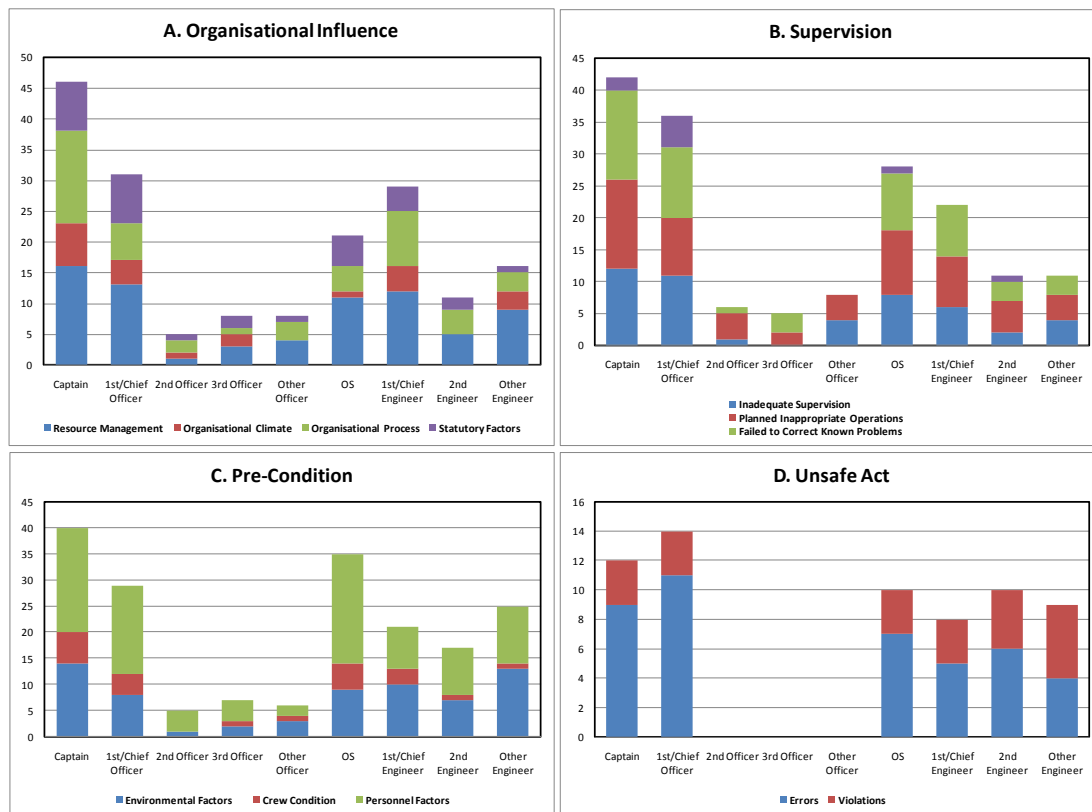 A. Organisational Influence
50
45
40
35
30
25
20
15
10
5
0
Captain
1st/Chief
Officer
2nd Officer
3rd Officer
Other
Officer
OS
1st/Chief
Engineer
2nd
Engineer
Other
Engineer
Resource Management
Organisational Climate
Organisational Process
Statutory Factors
B. Supervision
45
40
35
30
25
20
15
10
5
0
Captain
1st/Chief
Officer
2nd Officer
3rd Officer
Other
Officer
OS
1st/Chief
Engineer
2nd
Engineer
Other
Engineer
Inadequate Supervision
Planned Inappropriate Operations
Failed to Correct Known Problems
C. Pre-Condition
45
40
35
30
25
20
15
10
5
0
Captain
1st/Chief
Officer
2nd Officer
3rd Officer
Other
Officer
OS
1st/Chief
Engineer
2nd
Engineer
Other
Engineer
Environmental Factors
Crew Condition
Personnel Factors
D. Unsafe Act
16
14
12
10
8
6
4
2
0
Captain
1st/Chief
Officer
2nd Officer
3rd Officer
Other
Officer
OS
1st/Chief
Engineer
2nd
Engineer
Other
Engineer
Errors
Violations